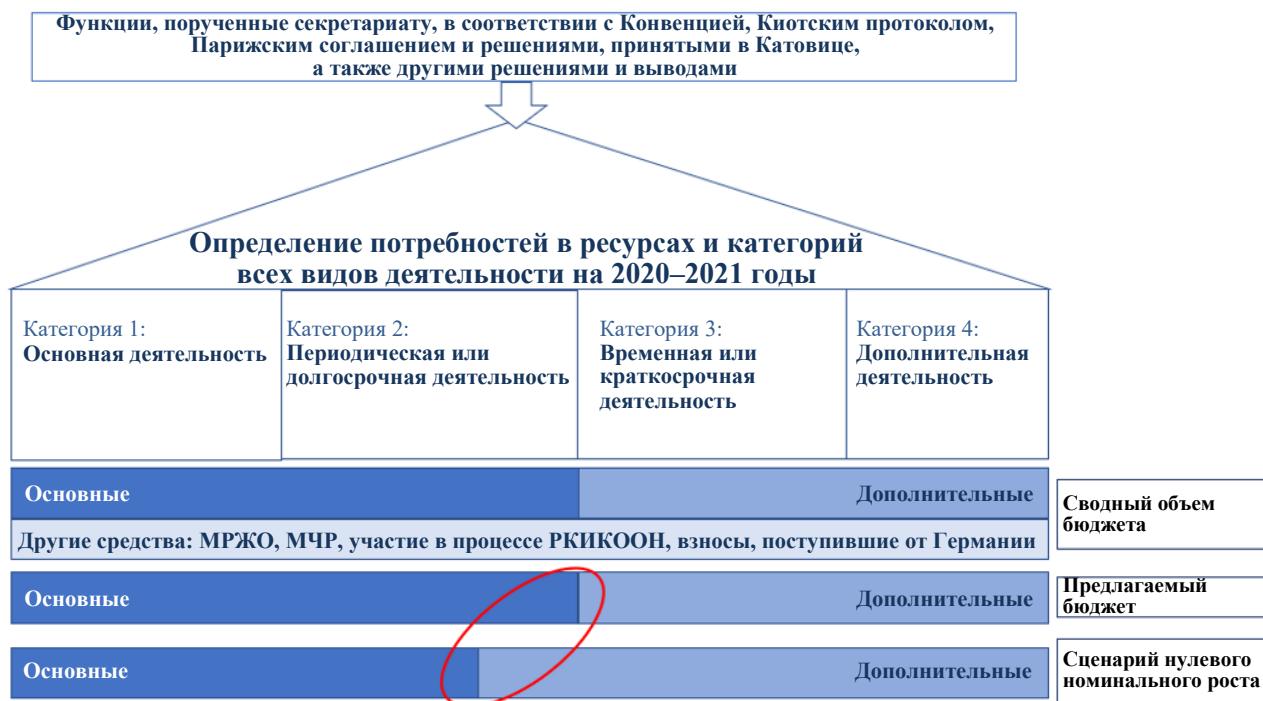 Функции, порученные секретариату, в соответствии с Конвенцией, Киотским протоколом,
Парижским соглашением и решениями, принятыми в Катовице,
а также другими решениями и выводами
Определение потребностей в ресурсах и категорий
всех видов деятельности на 2020–2021 годы
Категория 1:
Основная деятельность
Категория 2:
Периодическая или
долгосрочная деятельность
Категория 3:
Временная или
краткосрочная
деятельность
Категория 4:
Дополнительная
деятельность
Основные
Дополнительные
Сводный объем
бюджета
Другие средства: МРЖО, МЧР, участие в процессе РКИКООН, взносы, поступившие от Германии
Основные
Дополнительные
Предлагаемый
бюджет
Основные
Дополнительные
Сценарий нулевого
номинального роста